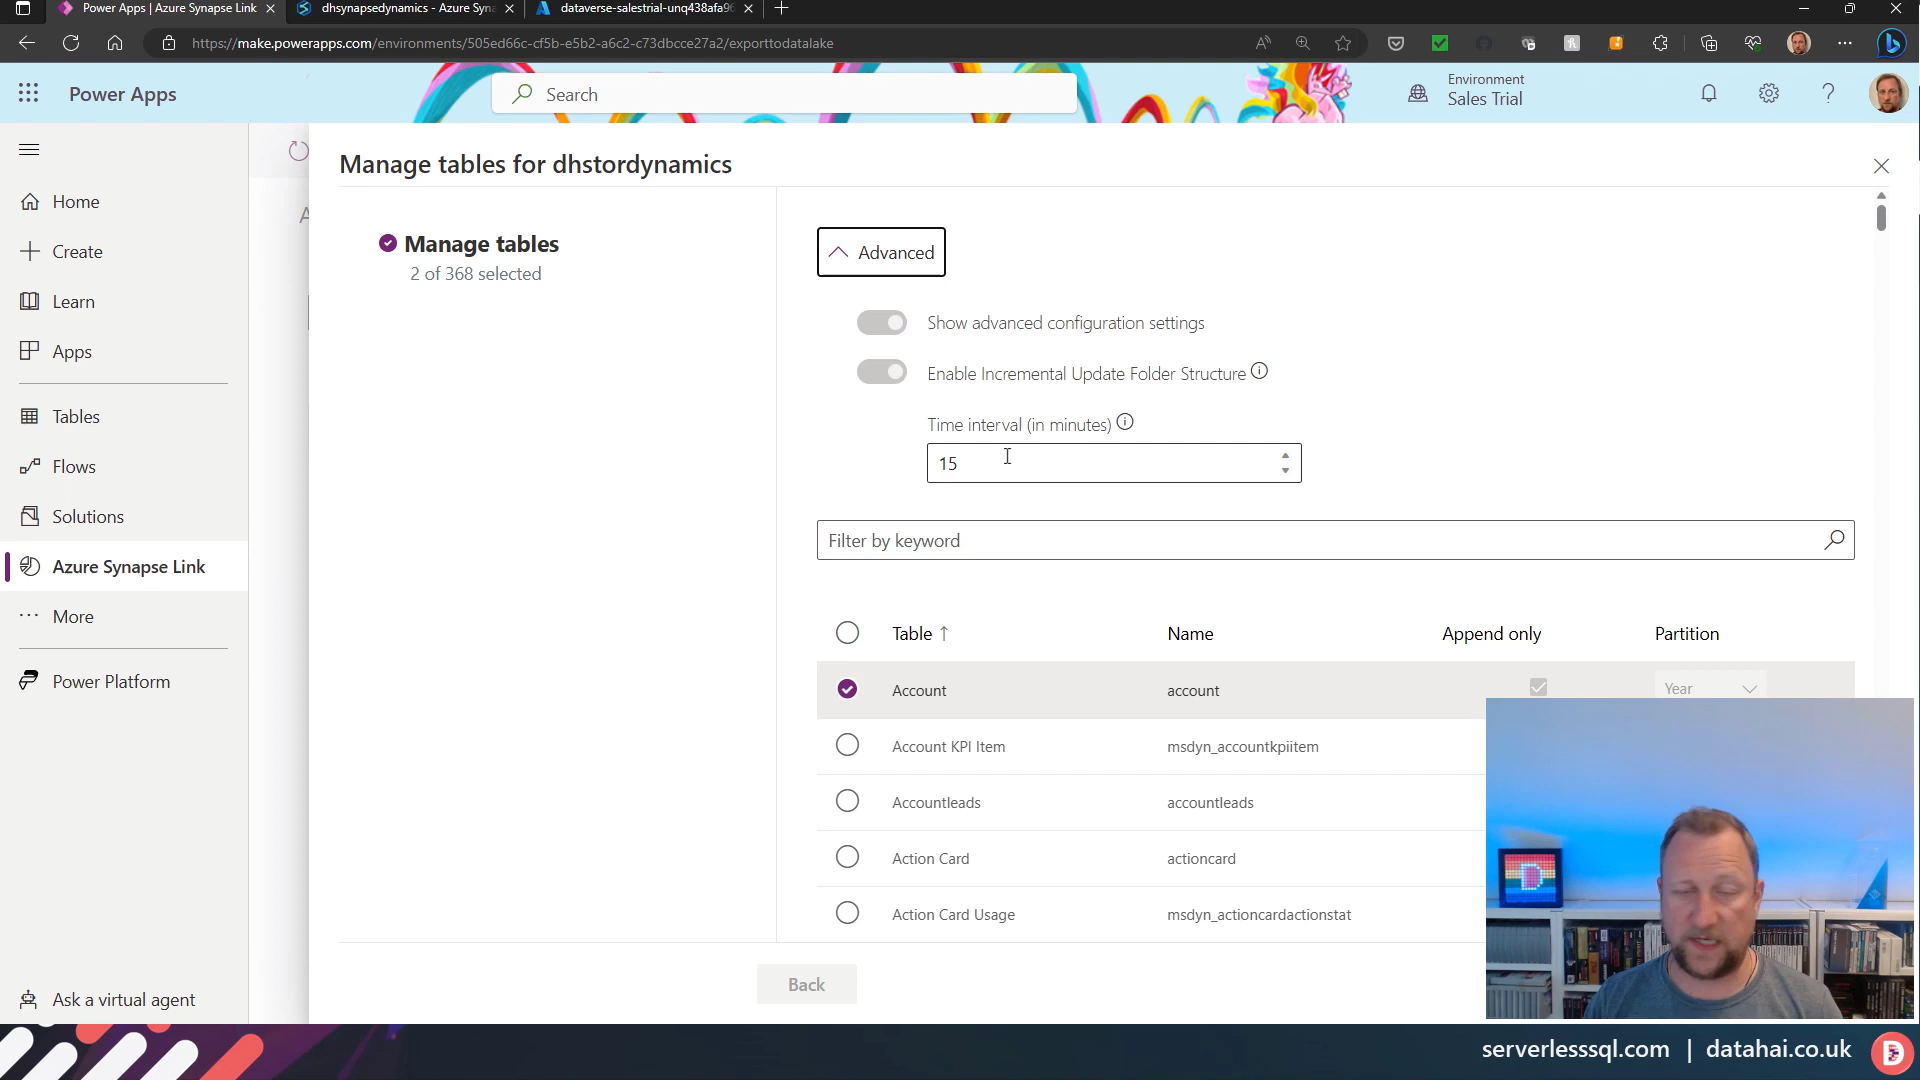 Power Apps | Azure Synapse Link
dhsynapsedynamics - Azure Syna
dataverse-salestrial-unq438afa96
https://make.powerapps.com/environments/505ed66c-cf5b-e5b2-a6c2-c73dbcce27a2/exporttodatalake
Power Apps
Search
Environment
Sales Trial
Manage tables for dhstordynamics
Home
Create
Learn
Apps
Tables
Flows
Solutions
Azure Synapse Link
More
Power Platform
Ask a virtual agent
Manage tables
2 of 368 selected
Advanced
Show advanced configuration settings
Enable Incremental Update Folder Structure
Time interval (in minutes)
15
Filter by keyword
Table ↑ Name Append only Partition
Account account Year
Account KPI Item msdyn_accountkpiitem
Accountleads accountleads
Action Card actioncard
Action Card Usage msdyn_actioncardactionstat
Back
serverlesssql.com | datahai.co.uk